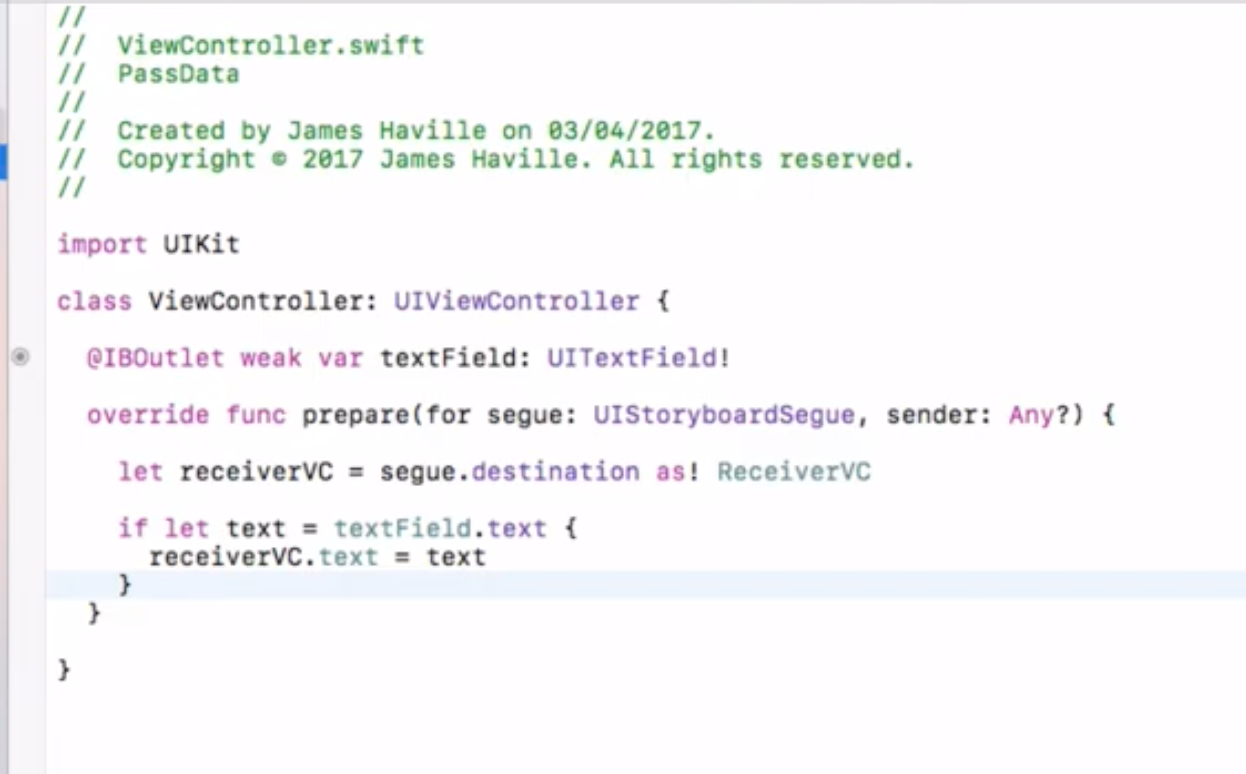 //
//  ViewController.swift
//  PassData
//
//  Created by James Haville on 03/04/2017.
//  Copyright © 2017 James Haville. All rights reserved.
//
import UIKit
class ViewController: UIViewController {
  @IBOutlet weak var textField: UITextField!
  override func prepare(for segue: UIStoryboardSegue, sender: Any?) {
    let receiverVC = segue.destination as! ReceiverVC
    if let text = textField.text {
      receiverVC.text = text
    }
  }
}